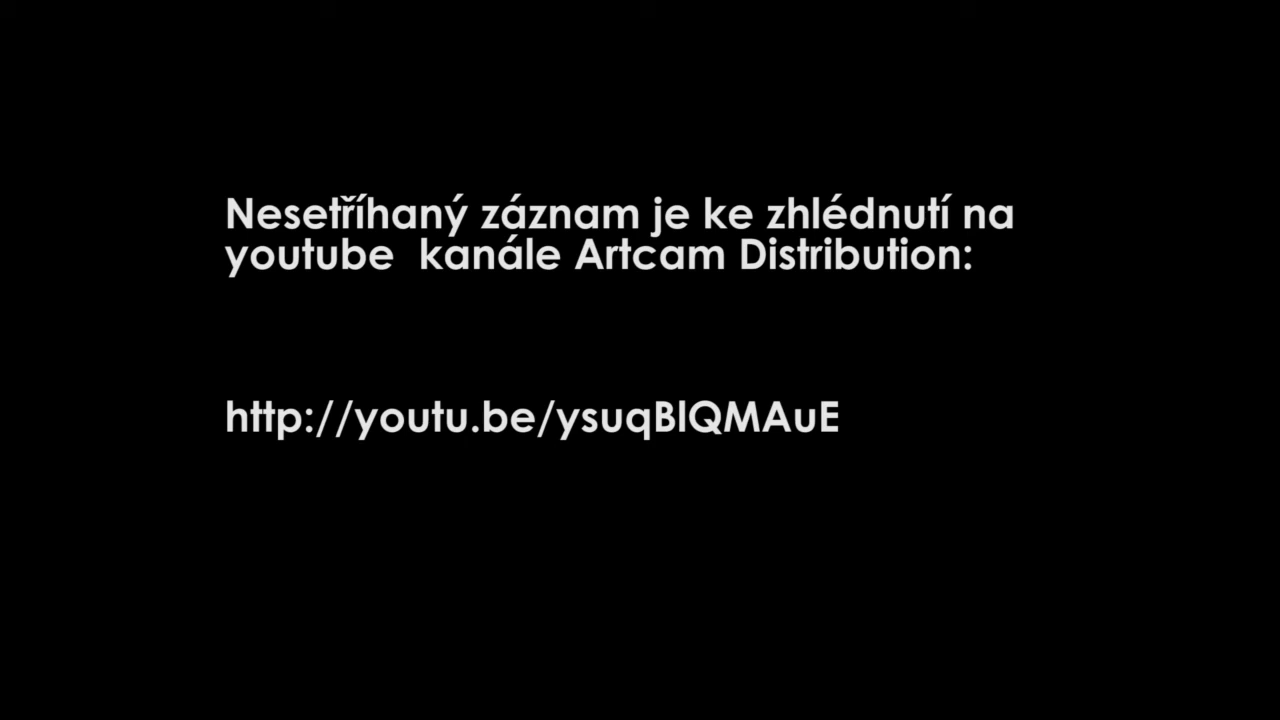 Nesetříhaný záznam je ke zhlédnutí na
youtube  kanále Artcam Distribution:
http://youtu.be/ysuqBlQMAuE